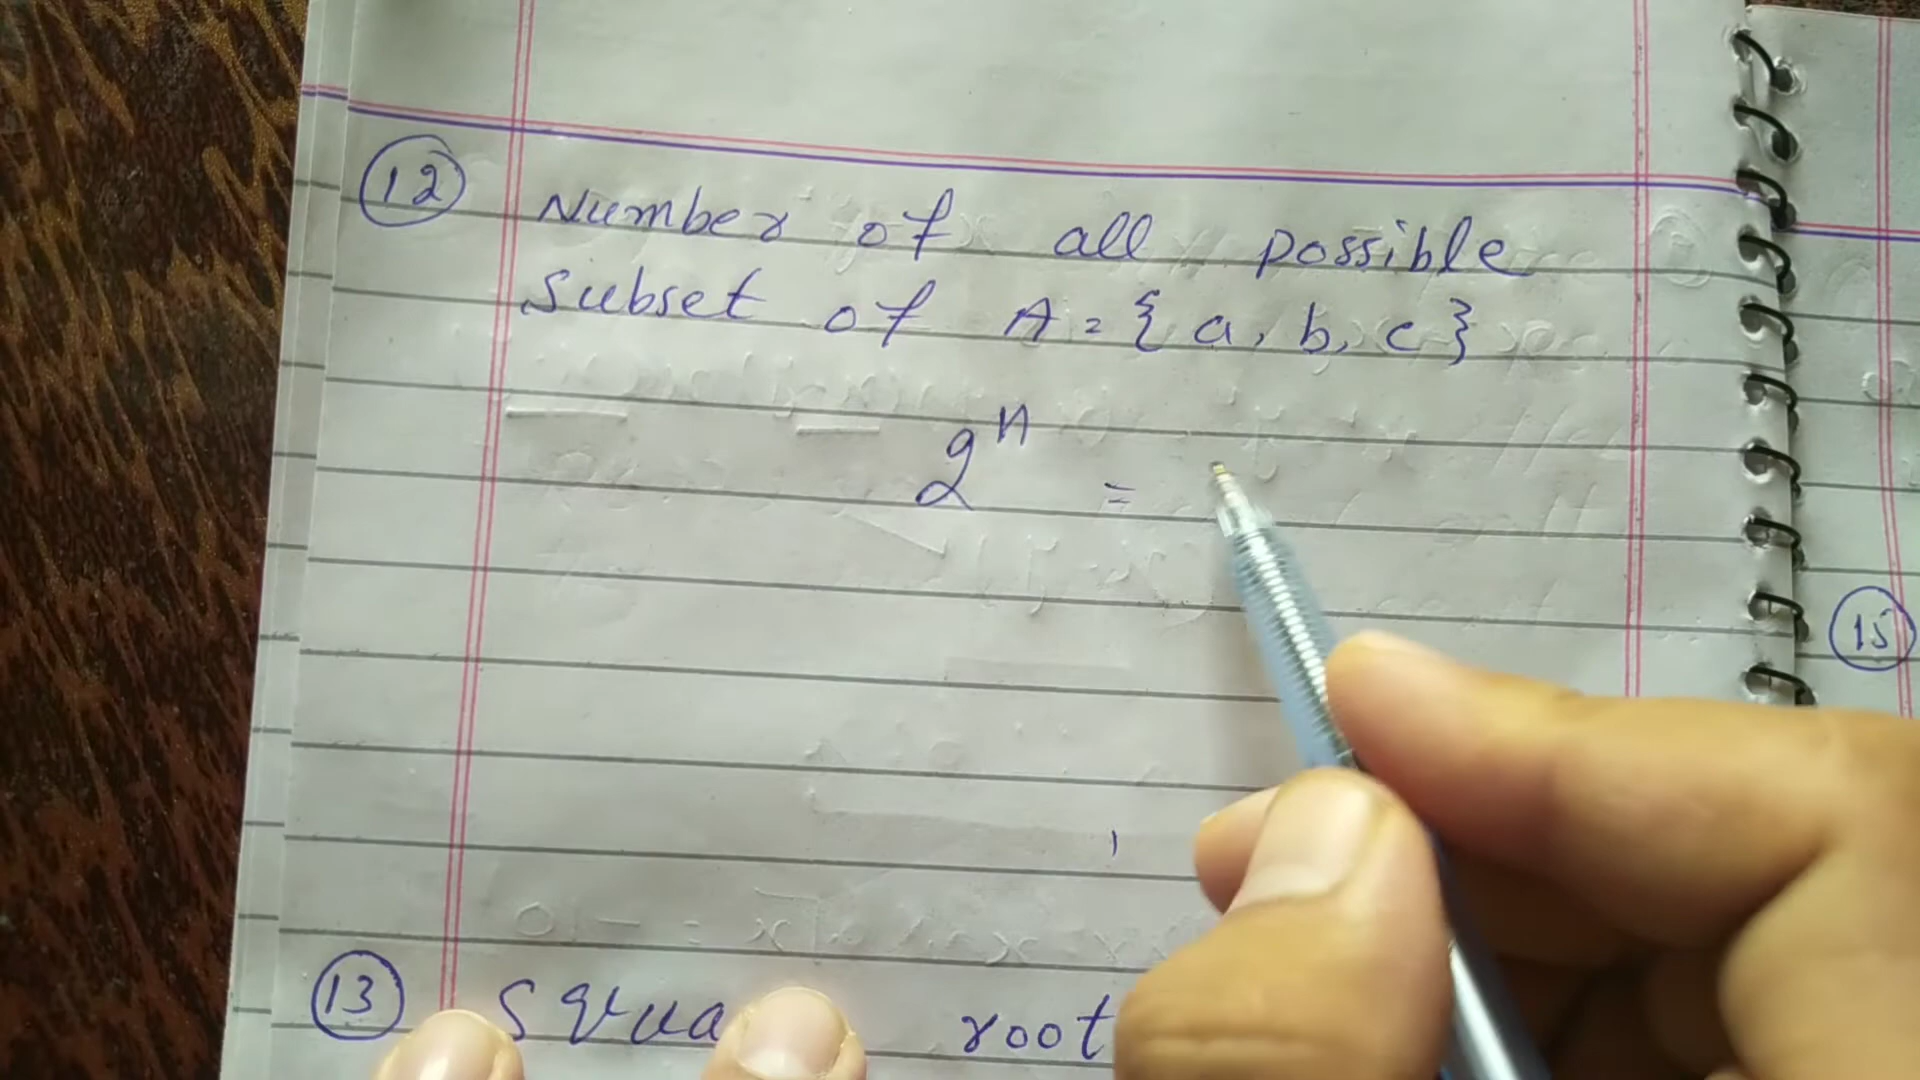 12 Number of all possible
Subset of A = { a, b, c }
2ⁿ =
13 Squa root
15